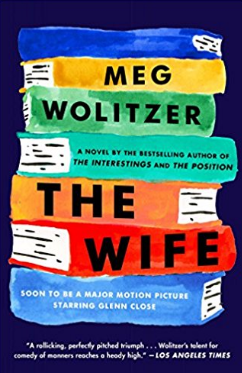 MEG
WOLITZER
A NOVEL BY THE BESTSELLING AUTHOR OF
THE INTERESTINGS AND THE POSITION
THE
WIFE
SOON TO BE A MAJOR MOTION PICTURE
STARRING GLENN CLOSE
"A rollicking, perfectly pitched triumph . . . Wolitzer's talent for
comedy of manners reaches a heady high." —LOS ANGELES TIMES